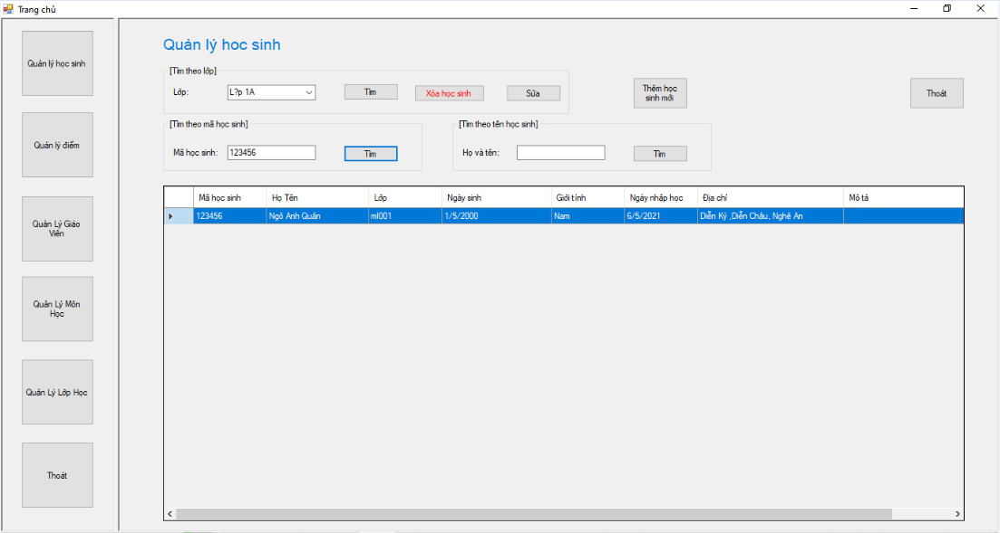 Trang chủ
Quản lý học sinh
Quản lý điểm
Quản Lý Giáo
Viên
Quản Lý Môn
Học
Quản Lý Lớp Học
Thoát
Quản lý hoc sinh
[Tìm theo lớp]
Lớp: L?p 1A Tìm Xóa học sinh Sửa
Thêm học
sinh mới
Thoát
[Tìm theo mã học sinh]
Mã học sinh: 123456 Tìm
[Tìm theo tên học sinh]
Họ và tên: Tìm
Mã học sinh Họ Tên Lớp Ngày sinh Giới tính Ngày nhập học Địa chỉ Mô tả
123456 Ngô Anh Quân ml001 1/5/2000 Nam 6/5/2021 Diễn Kỷ ,Diễn Châu, Nghệ An